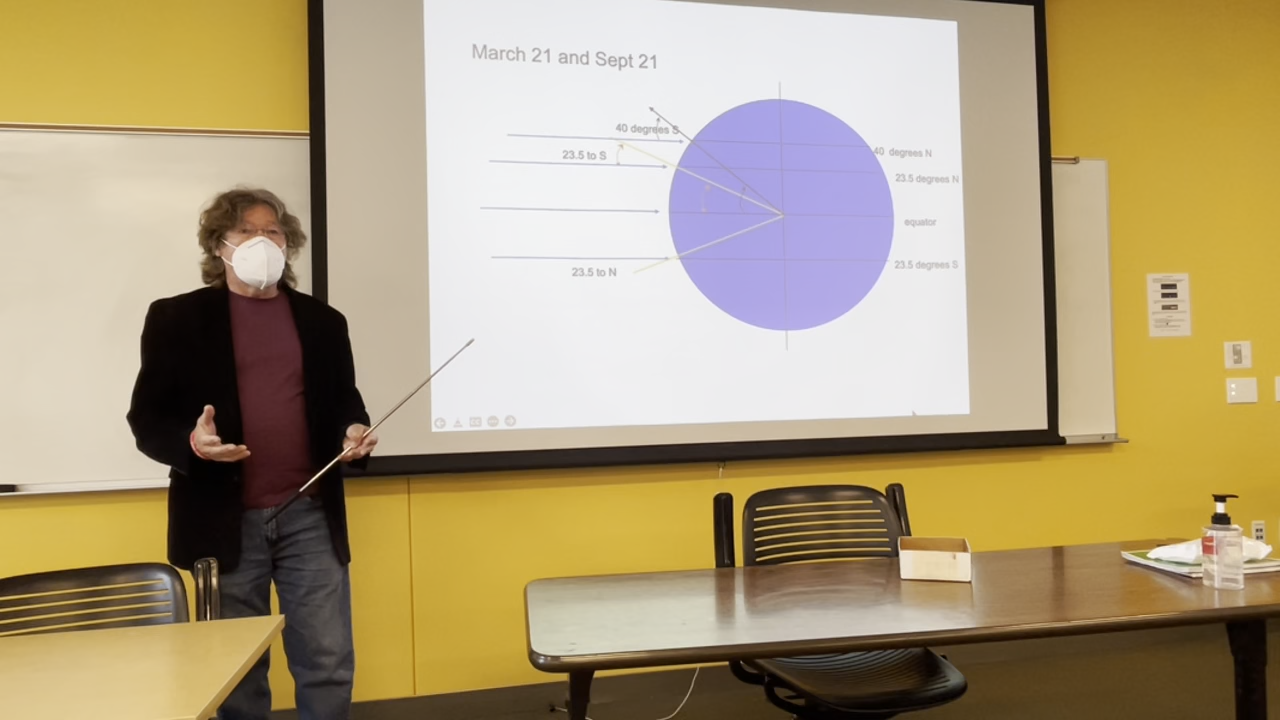 March 21 and Sept 21
40 degrees S
40 degrees N
23.5 to S
23.5 degrees N
equator
23.5 degrees S
23.5 to N